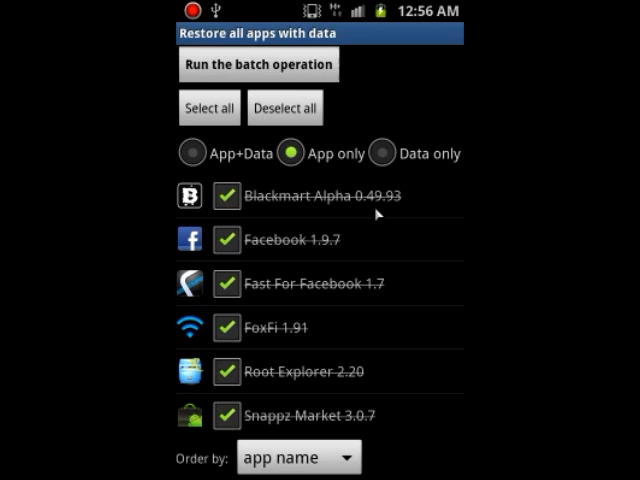 12:56 AM
Restore all apps with data
Run the batch operation
Select all Deselect all
App+Data App only Data only
Blackmart Alpha 0.49.93
Facebook 1.9.7
Fast For Facebook 1.7
FoxFi 1.91
Root Explorer 2.20
Snappz Market 3.0.7
Order by: app name